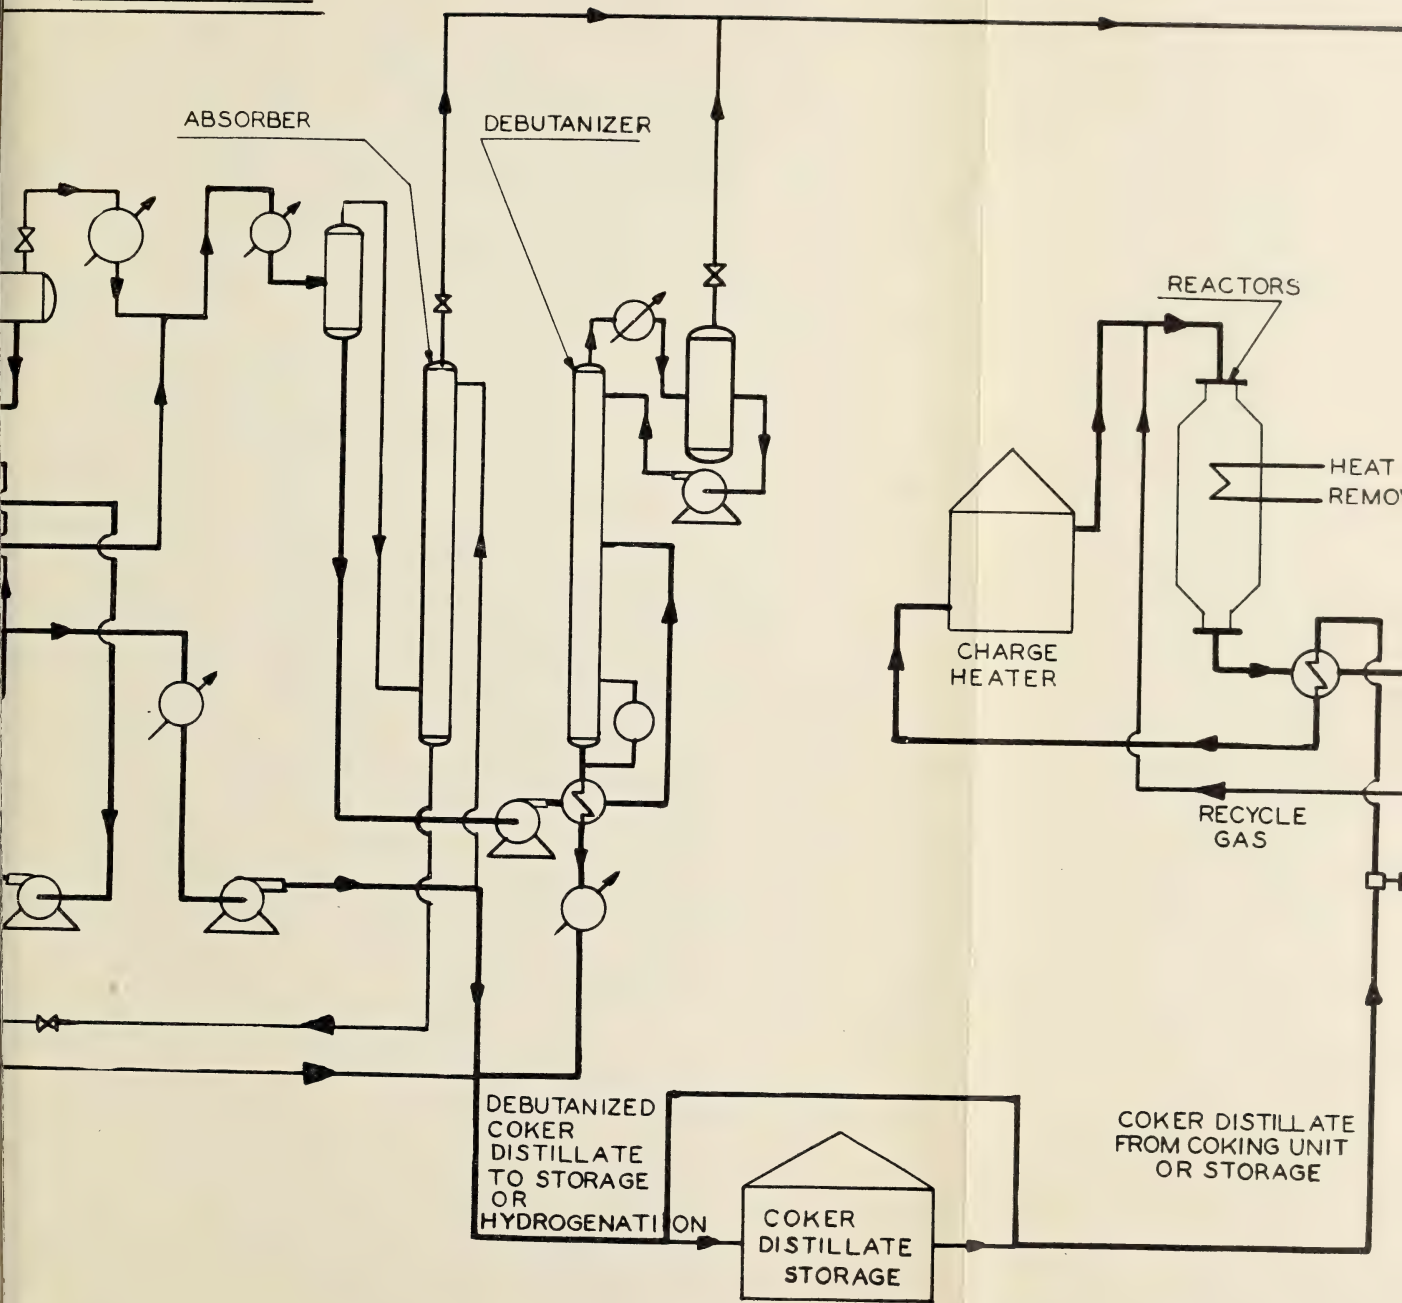 ABSORBER
DEBUTANIZER
REACTORS
HEAT
CHARGE
HEATER
RECYCLE
GAS
DEBUTANIZED
COKER
DISTILLATE
TO STORAGE
OR
HYDROGENATION
COKER
DISTILLATE
STORAGE
COKER DISTILLATE
FROM COKING UNIT
OR STORAGE